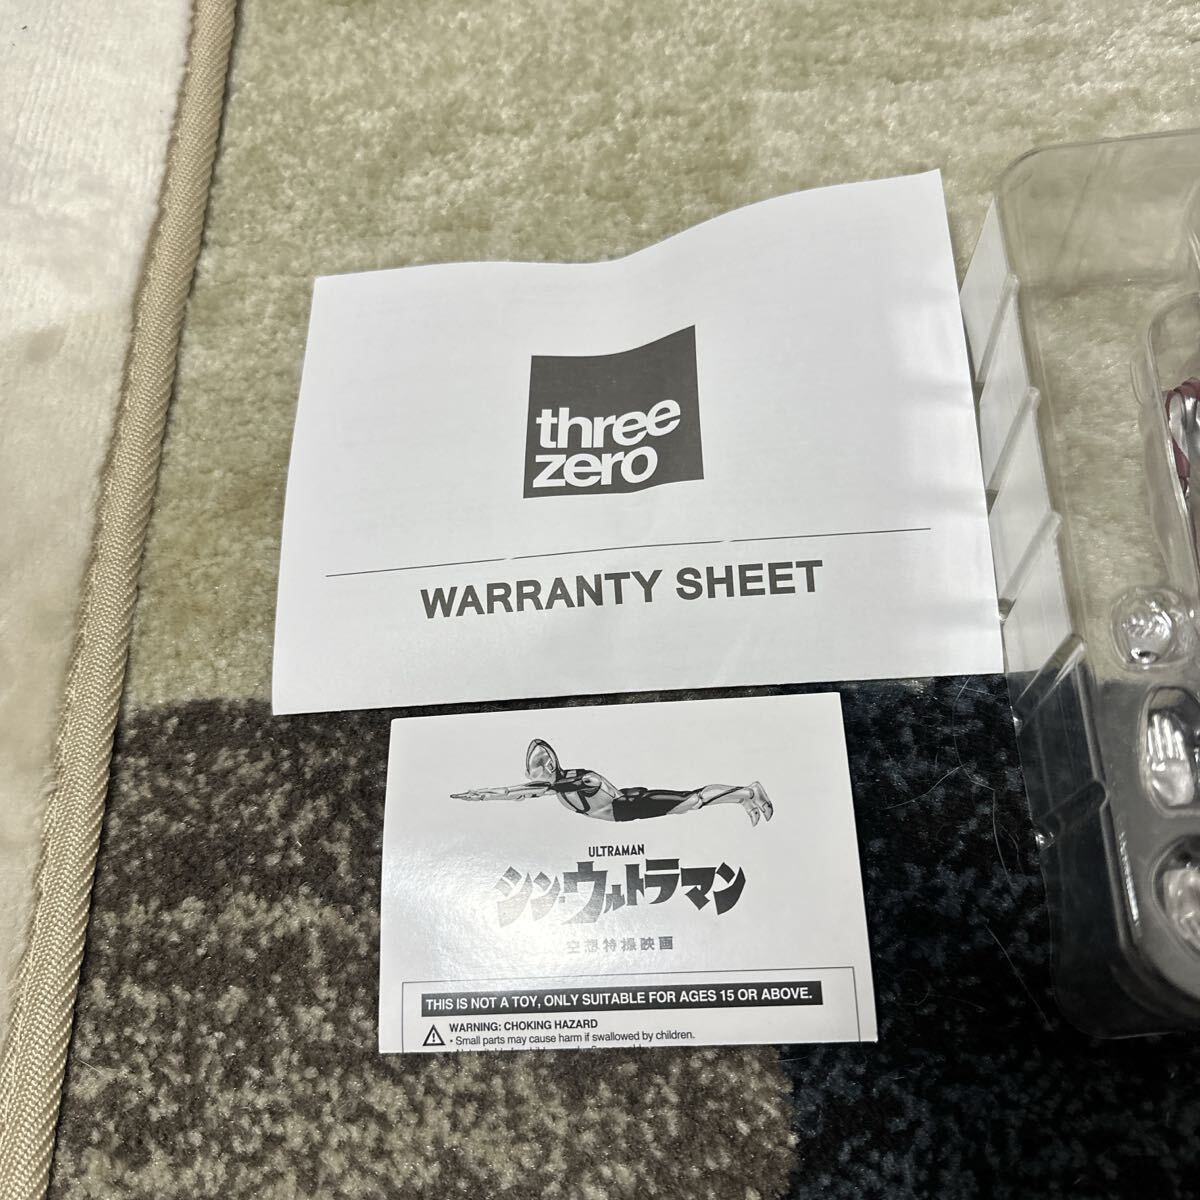 three
zero
WARRANTY SHEET
ULTRAMAN
シン・ウルトラマン
空想特撮映画
THIS IS NOT A TOY, ONLY SUITABLE FOR AGES 15 OR ABOVE.
WARNING: CHOKING HAZARD
• Small parts may cause harm if swallowed by children.